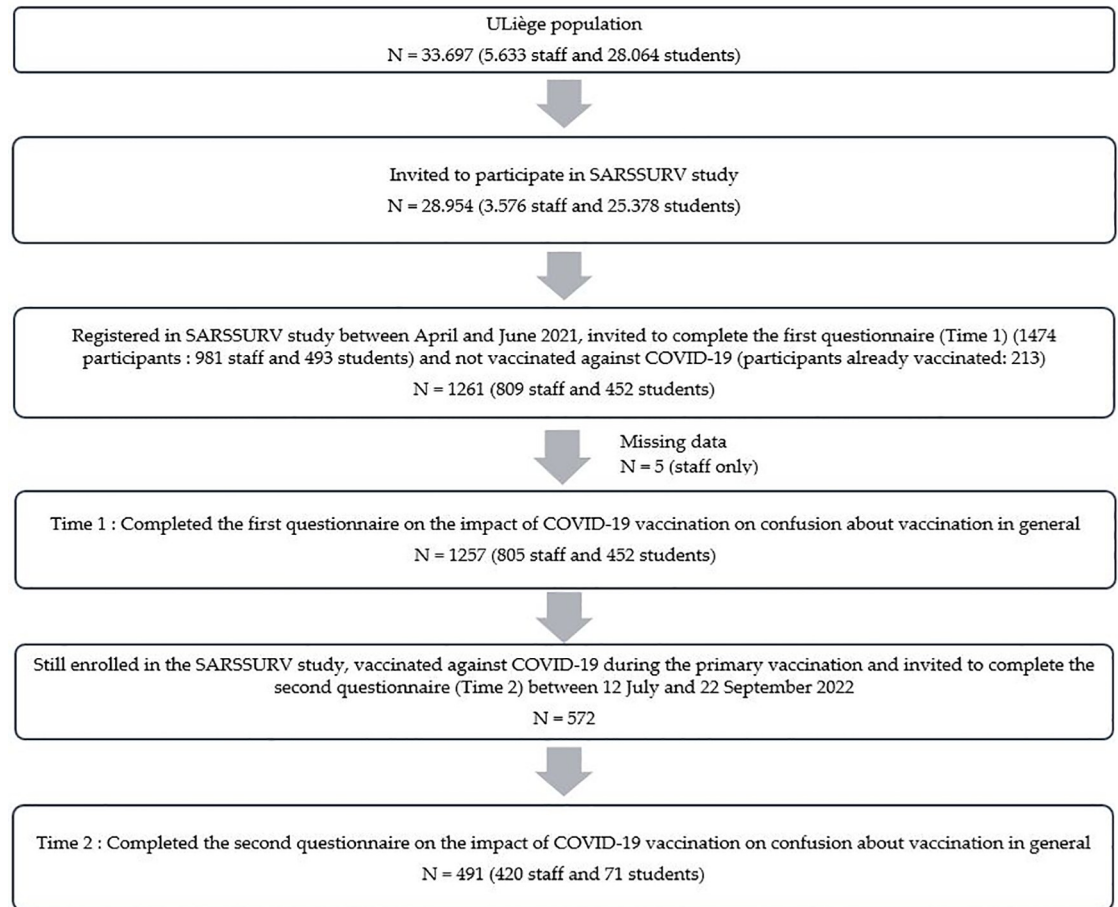 ULiège population
N = 33.697 (5.633 staff and 28.064 students)
Invited to participate in SARSSURV study
N = 28.954 (3.576 staff and 25.378 students)
Registered in SARSSURV study between April and June 2021, invited to complete the first questionnaire (Time 1) (1474
participants : 981 staff and 493 students) and not vaccinated against COVID-19 (participants already vaccinated: 213)
N = 1261 (809 staff and 452 students)
Missing data
N = 5 (staff only)
Time 1 : Completed the first questionnaire on the impact of COVID-19 vaccination on confusion about vaccination in general
N = 1257 (805 staff and 452 students)
Still enrolled in the SARSSURV study, vaccinated against COVID-19 during the primary vaccination and invited to complete the
second questionnaire (Time 2) between 12 July and 22 September 2022
N = 572
Time 2 : Completed the second questionnaire on the impact of COVID-19 vaccination on confusion about vaccination in general
N = 491 (420 staff and 71 students)